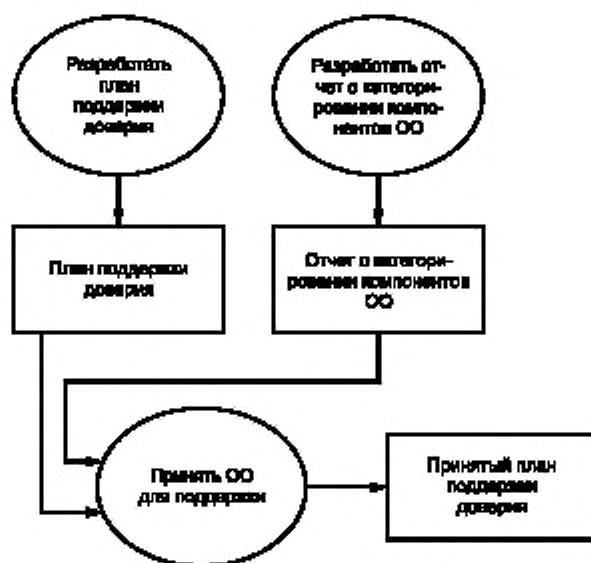 Разработать
план
поддержки
доверия
Разработать от-
чет о категори-
ровании компо-
нентов ОО
План поддержки
доверия
Отчет о категори-
ровании компонентов
ОО
Принять ОО
для поддержки
Принятый план
поддержки
доверия